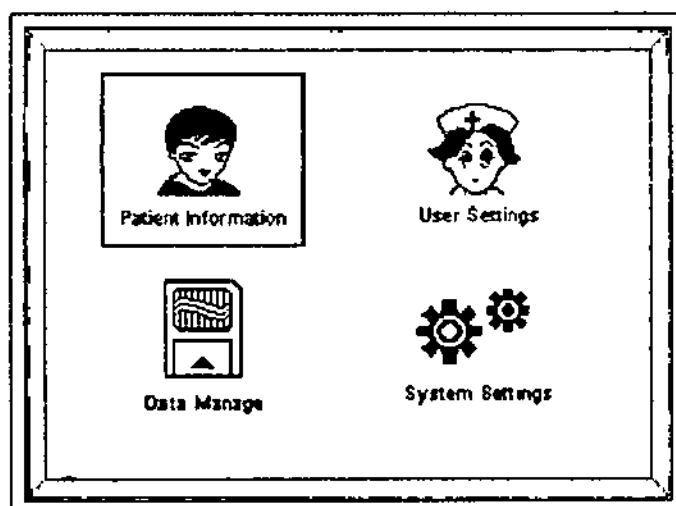 Patient Information
User Settings
Data Manage
System Settings